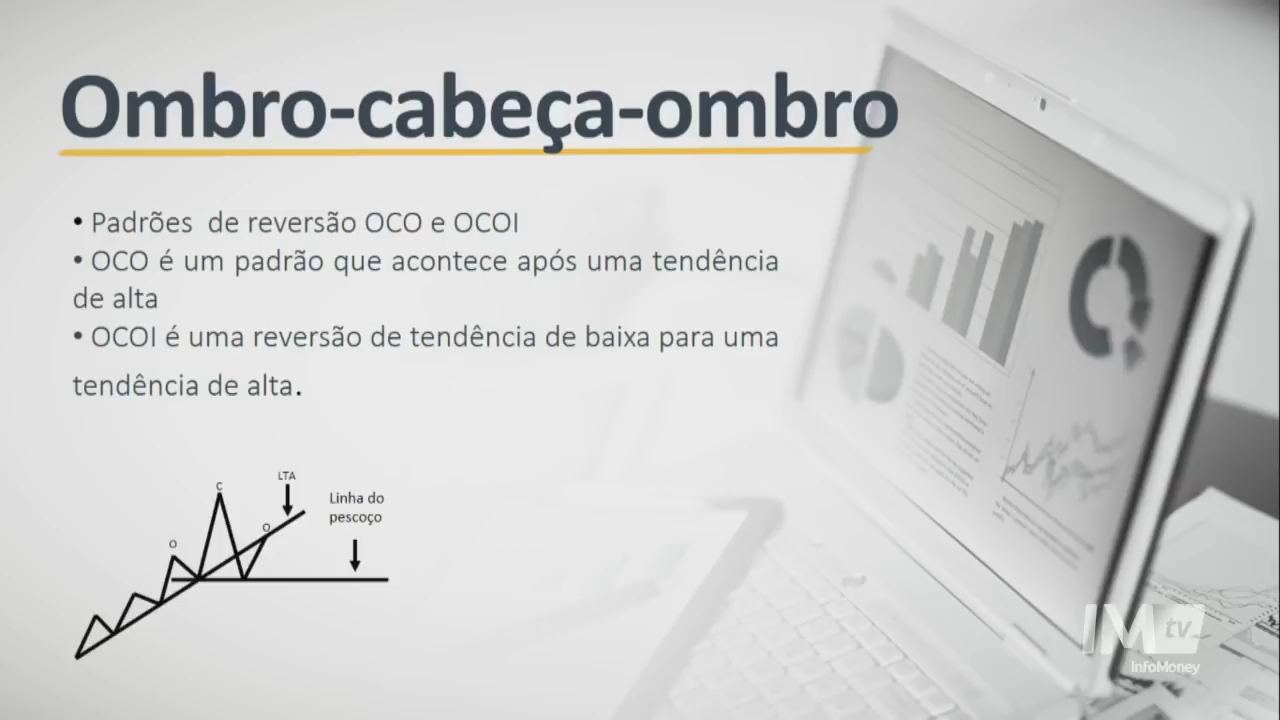 Ombro-cabeça-ombro
• Padrões de reversão OCO e OCOI
• OCO é um padrão que acontece após uma tendência
de alta
• OCOI é uma reversão de tendência de baixa para uma
tendência de alta.
LTA
C
Linha do
pescoço
O
O
IM tv
InfoMoney